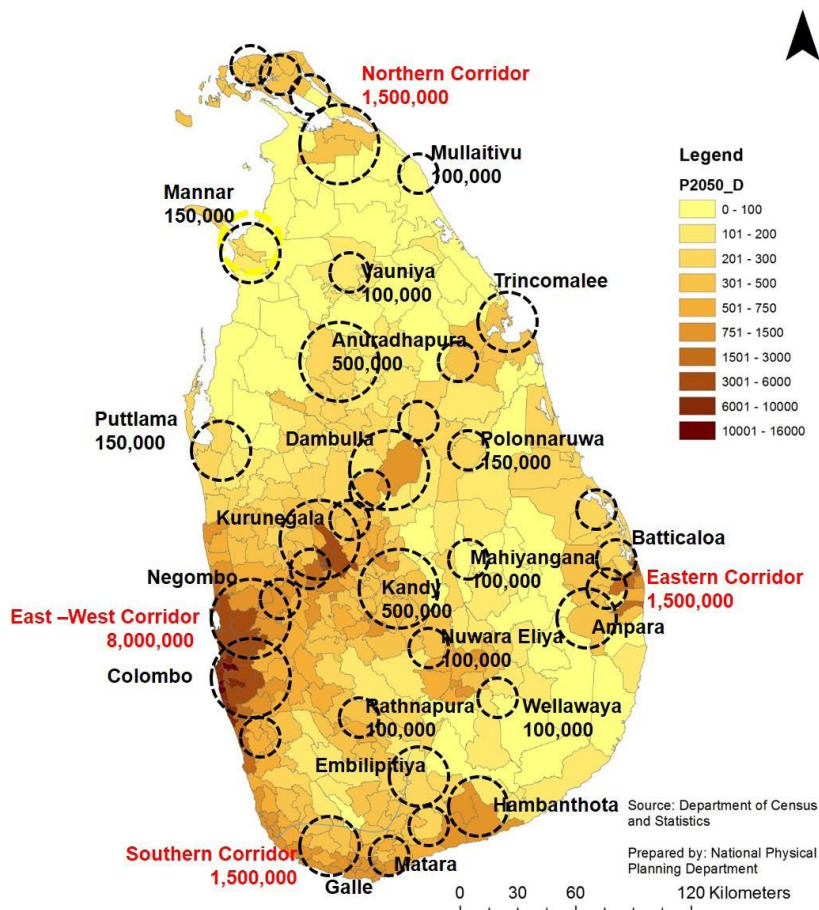 Northern Corridor
1,500,000
Mullaitivu
100,000
Mannar
150,000
Vauniya
100,000
Trincomalee
Anuradhapura
500,000
Puttlama
150,000
Dambulla
Polonnaruwa
150,000
Kurunegala
Batticaloa
Mahiyangana
100,000
Negombo
Kandy
500,000
Eastern Corridor
1,500,000
East –West Corridor
8,000,000
Ampara
Nuwara Eliya
100,000
Colombo
Rathnapura
100,000
Wellawaya
100,000
Embilipitiya
Hambanthota
Southern Corridor
1,500,000
Matara
Galle
Legend
P2050_D
0 - 100
101 - 200
201 - 300
301 - 500
501 - 750
751 - 1500
1501 - 3000
3001 - 6000
6001 - 10000
10001 - 16000
Source: Department of Census
and Statistics
Prepared by: National Physical
Planning Department
0 30 60 120 Kilometers